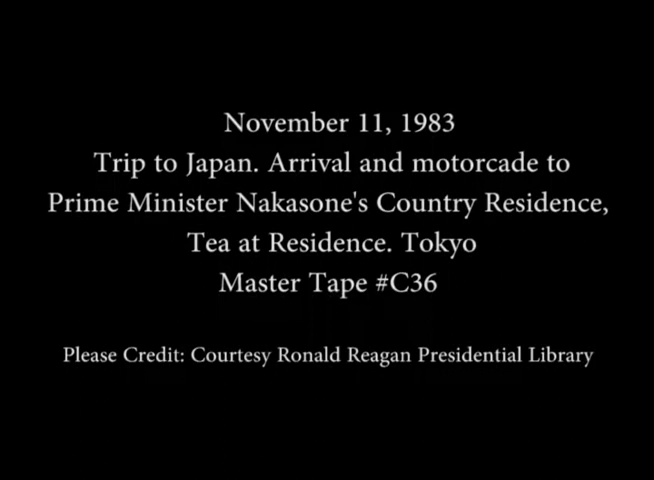 November 11, 1983
Trip to Japan. Arrival and motorcade to
Prime Minister Nakasone's Country Residence,
Tea at Residence. Tokyo
Master Tape #C36
Please Credit: Courtesy Ronald Reagan Presidential Library